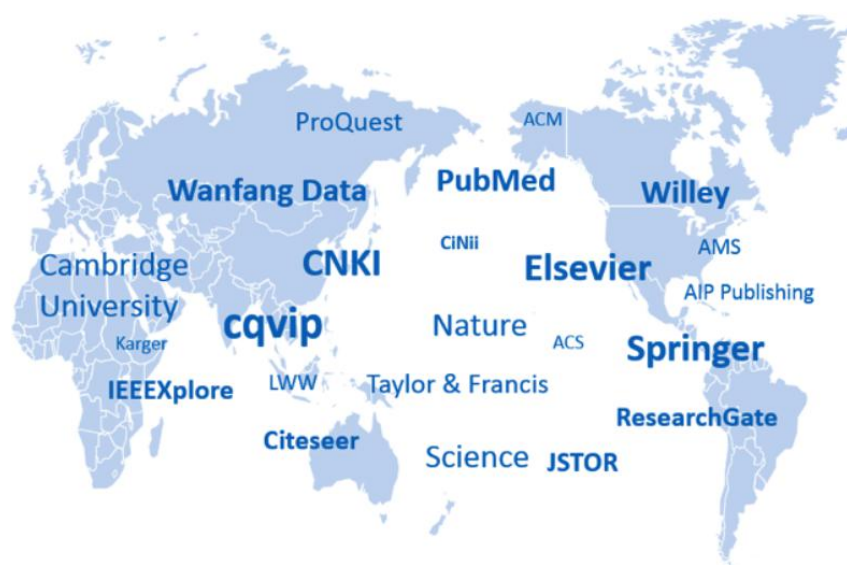 ProQuest
ACM
Wanfang Data
PubMed
Willey
CiNii
AMS
CNKI
Elsevier
Cambridge
University
AIP Publishing
cqvip
Nature
Karger
ACS
Springer
IEEEXplore
LWW
Taylor & Francis
ResearchGate
Citeseer
Science
JSTOR